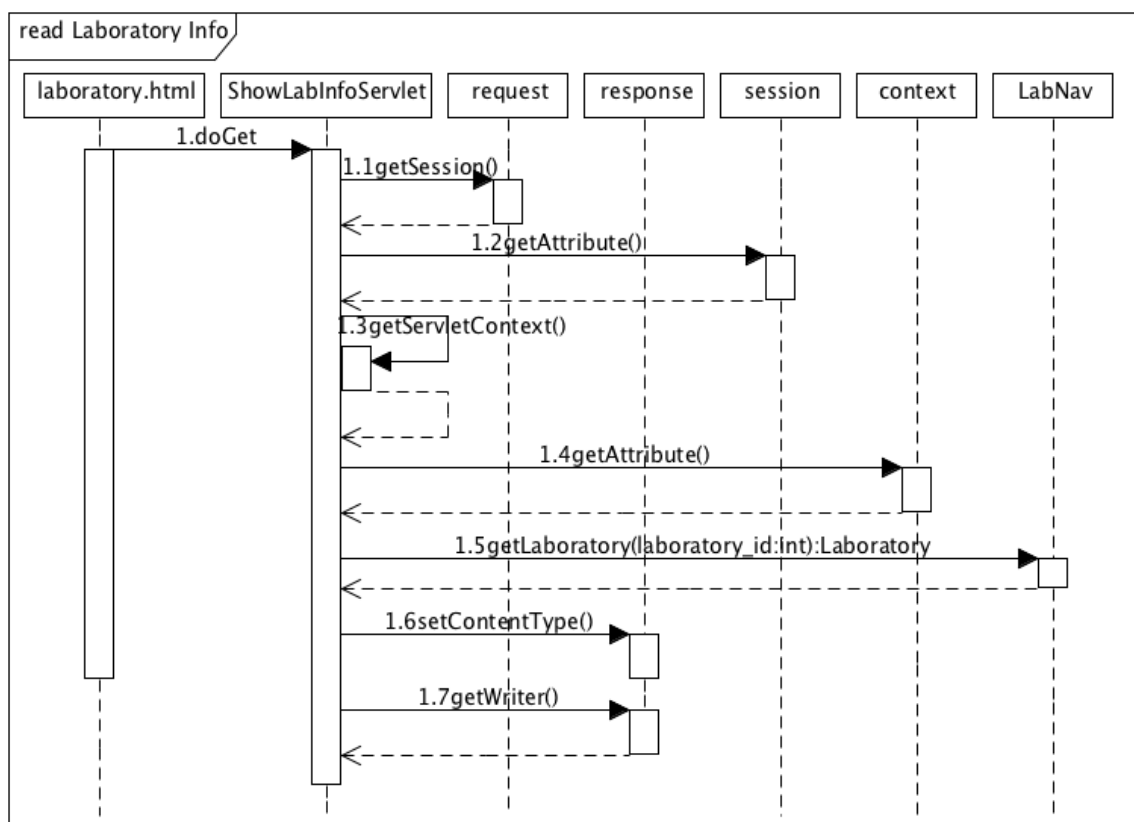 read Laboratory Info
laboratory.html
ShowLabInfoServlet
request
response
session
context
LabNav
1.doGet
1.1getSession()
1.2getAttribute()
1.3getServletContext()
1.4getAttribute()
1.5getLaboratory(laboratory_id:int):Laboratory
1.6setContentType()
1.7getWriter()